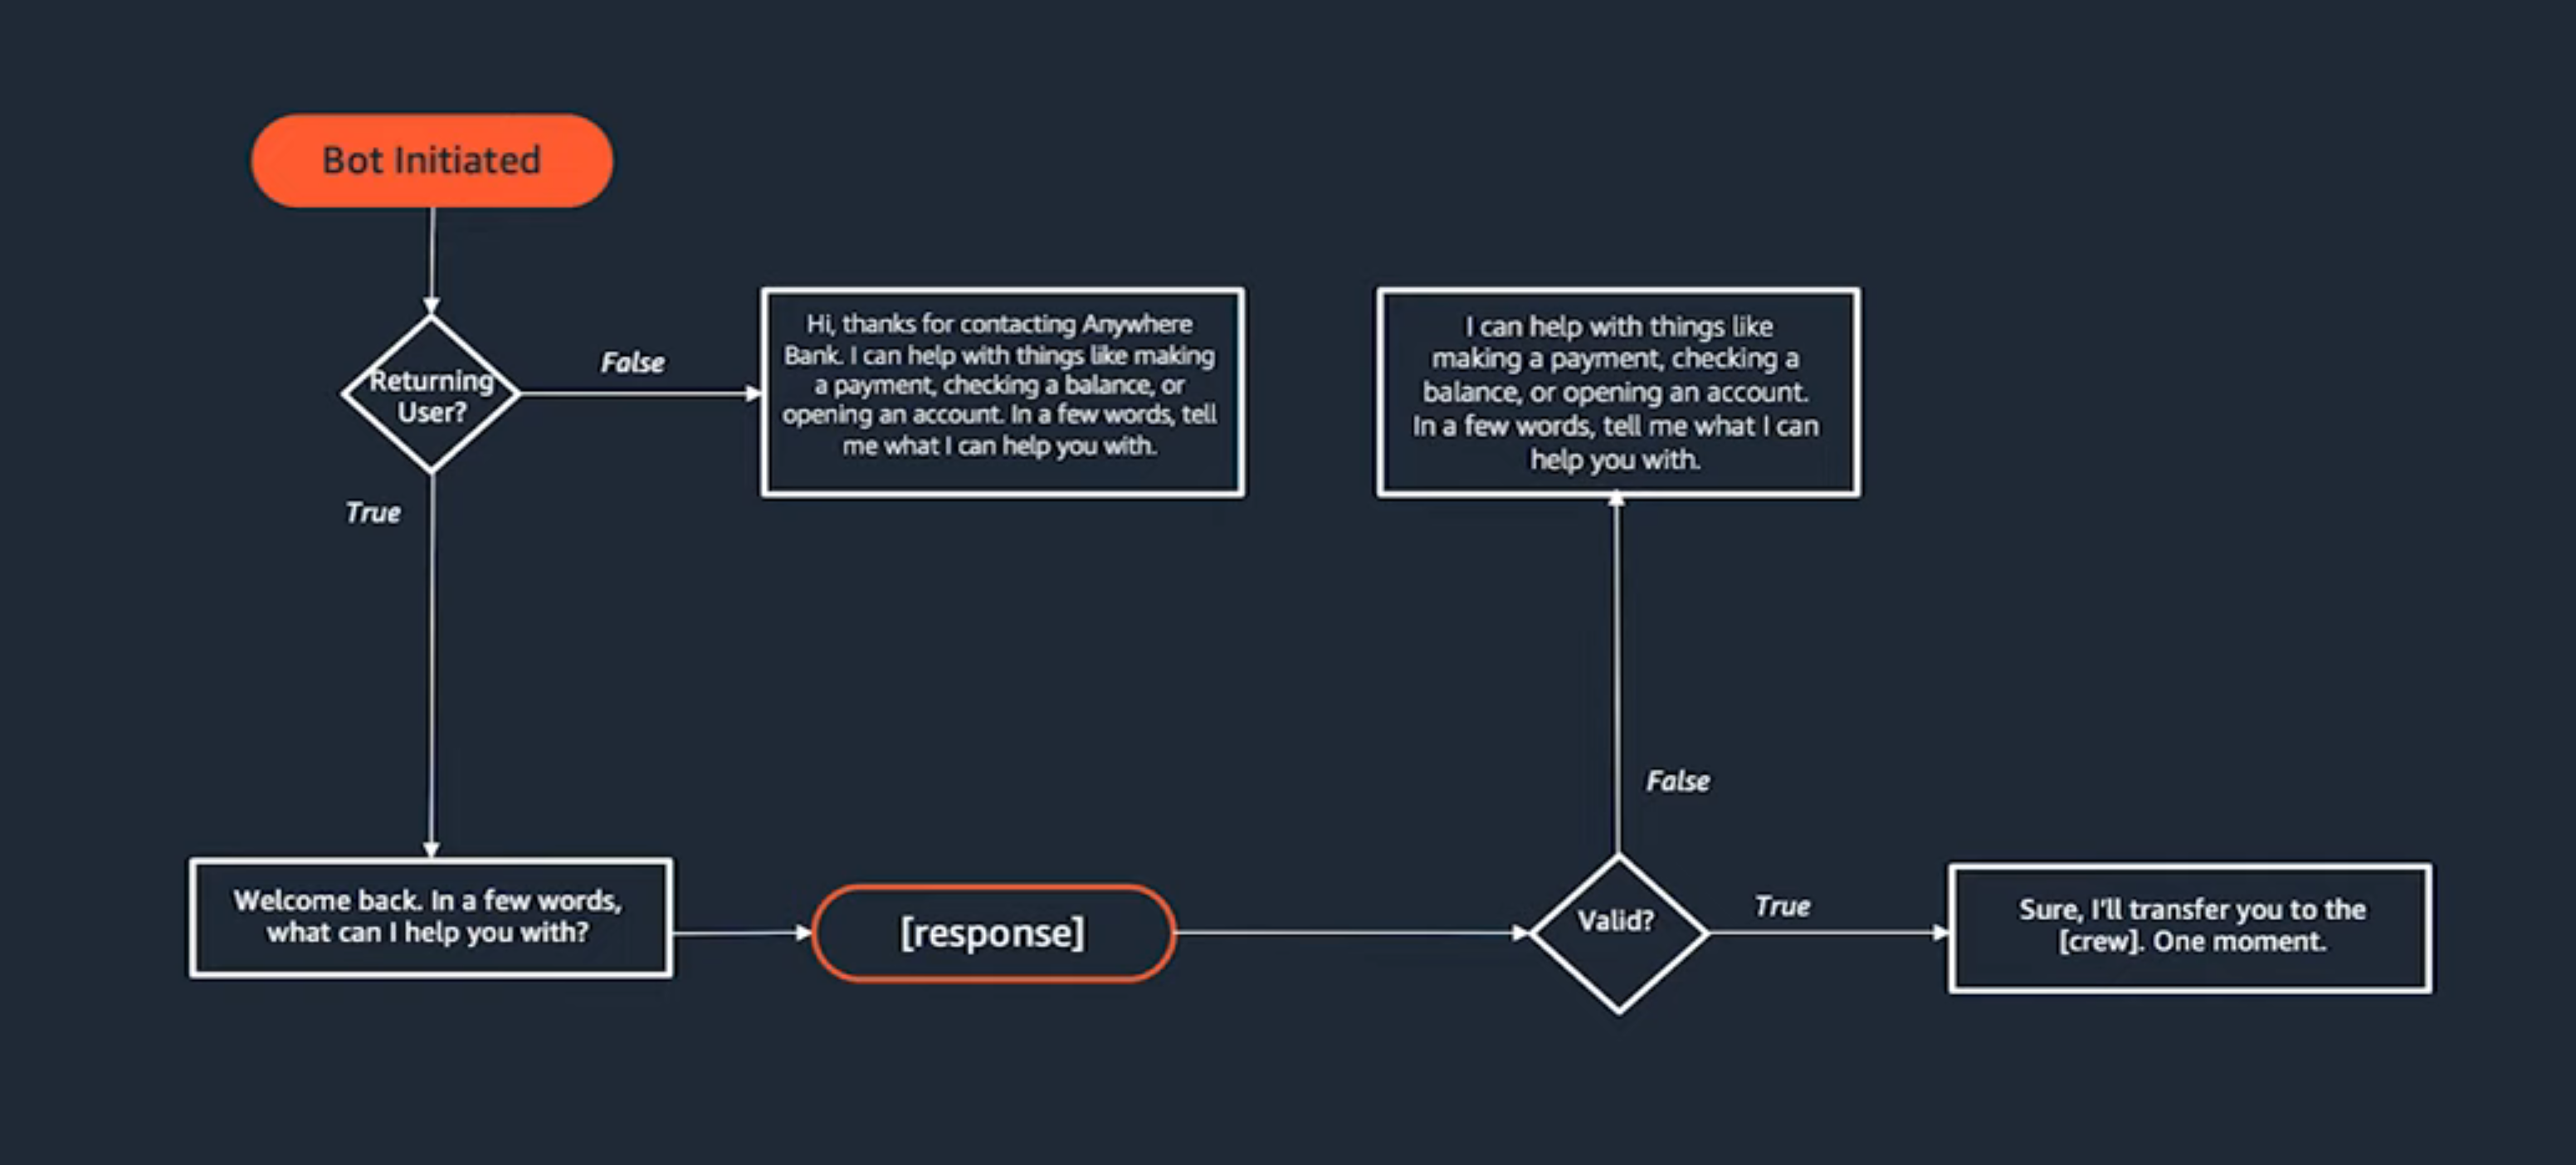 Bot Initiated
Returning
User?
False
Hi, thanks for contacting Anywhere
Bank. I can help with things like making
a payment, checking a balance, or
opening an account. In a few words, tell
me what I can help you with.
I can help with things like
making a payment, checking a
balance, or opening an account.
In a few words, tell me what I can
help you with.
True
False
Welcome back. In a few words,
what can I help you with?
[response]
Valid?
True
Sure, I'll transfer you to the
[crew]. One moment.